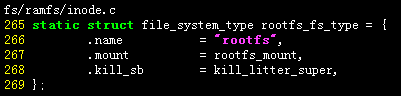 fs/ramfs/inode.c
265 static struct file_system_type rootfs_fs_type = {
266 .name = "rootfs",
267 .mount = rootfs_mount,
268 .kill_sb = kill_litter_super,
269 };